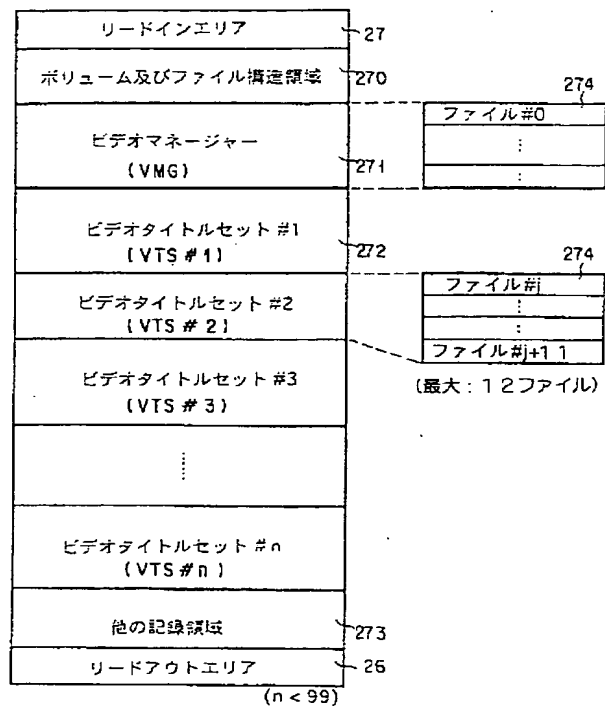 リードインエリア
27
ボリューム及びファイル構造領域
270
ビデオマネージャー
(VMG)
271
274
ファイル#0
⋮
:
ビデオタイトルセット #1
(VTS #1)
272
274
ファイル#j
⋮
:
ファイル#j+11
(最大:12ファイル)
ビデオタイトルセット #2
(VTS # 2)
ビデオタイトルセット #3
(VTS # 3)
⋮
ビデオタイトルセット #n
(VTS #n)
他の記録領域
273
リードアウトエリア
26
(n < 99)